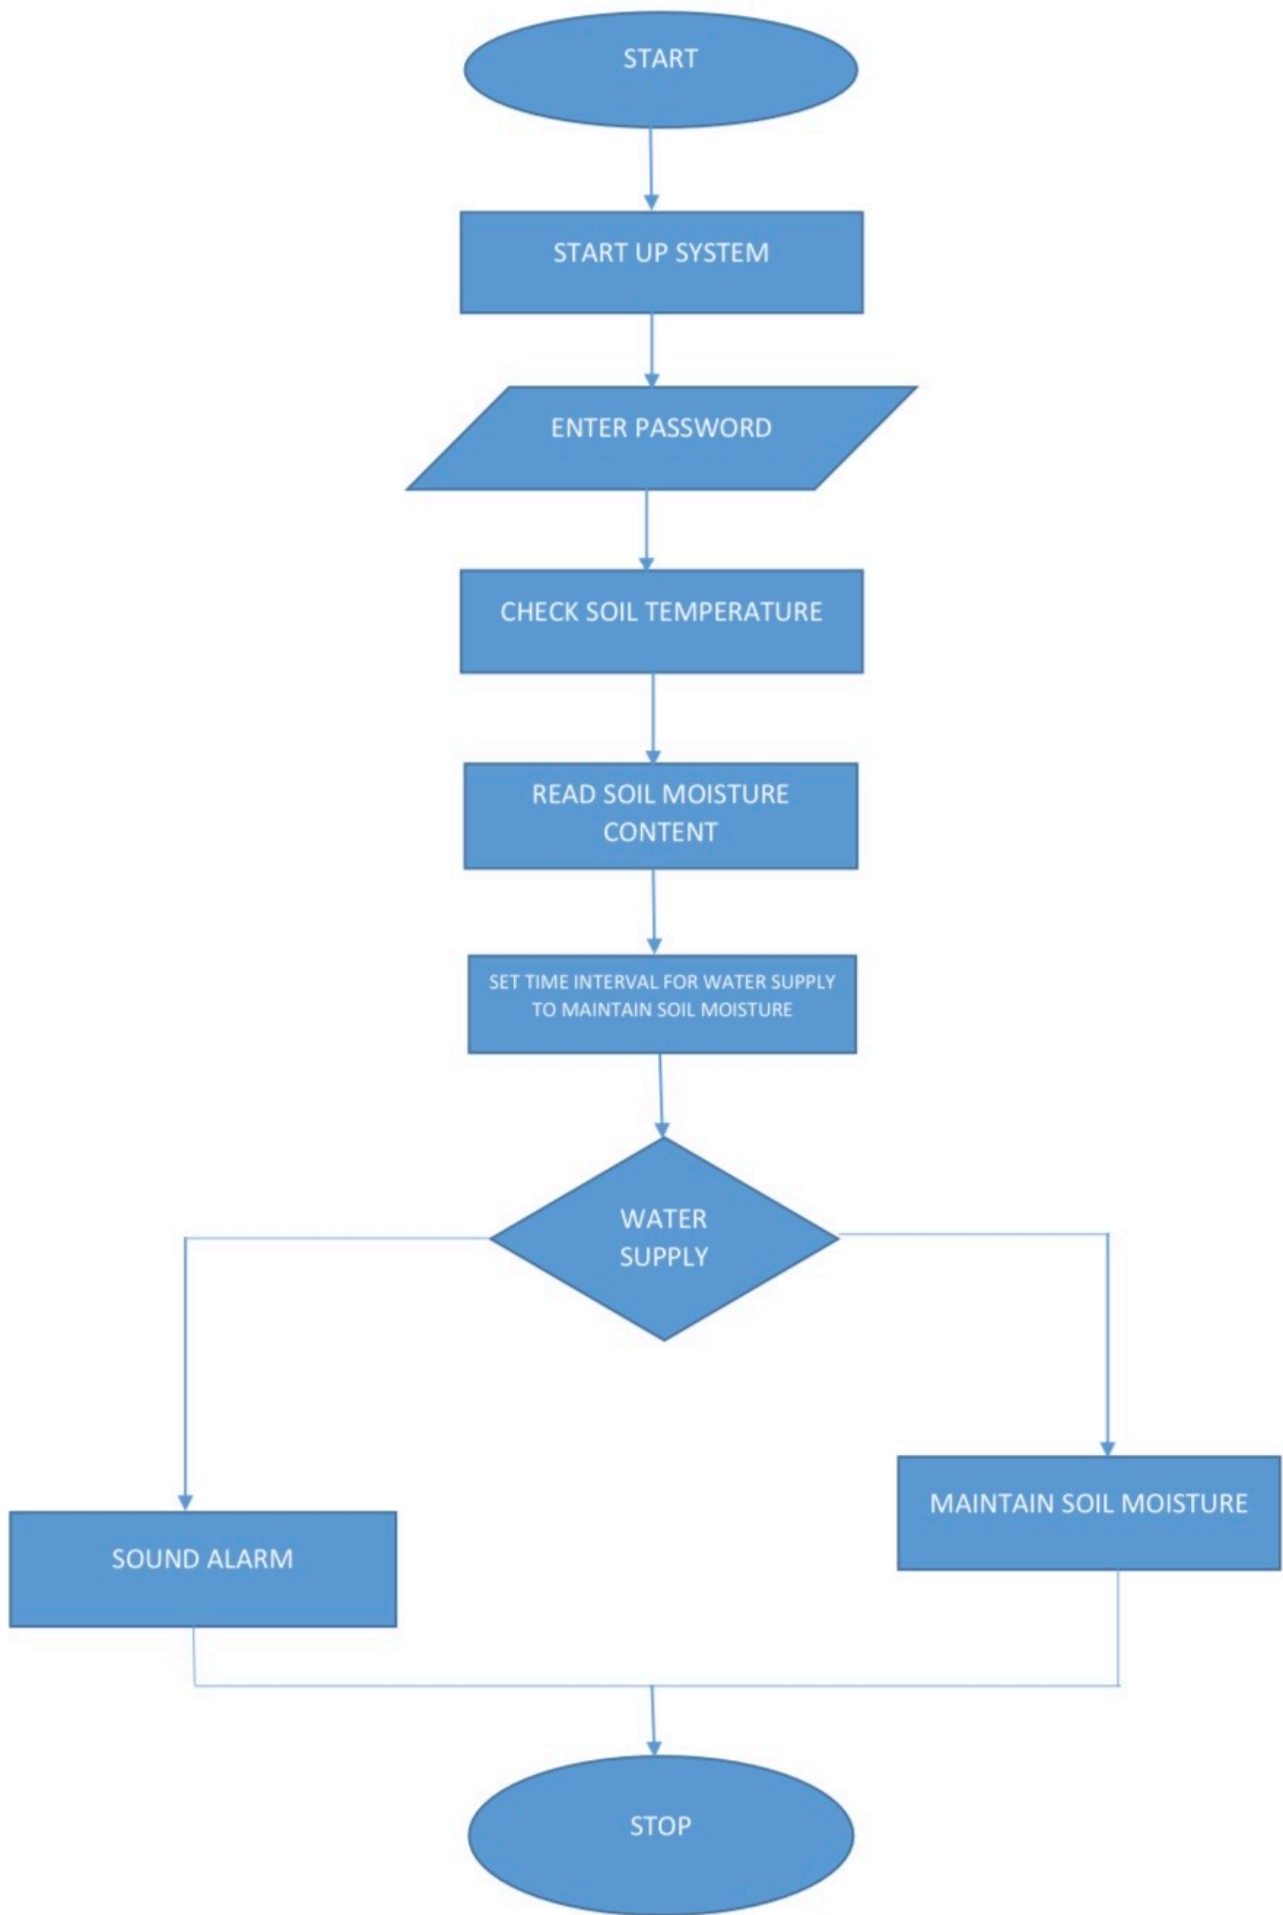 START
START UP SYSTEM
ENTER PASSWORD
CHECK SOIL TEMPERATURE
READ SOIL MOISTURE
CONTENT
SET TIME INTERVAL FOR WATER SUPPLY
TO MAINTAIN SOIL MOISTURE
WATER
SUPPLY
MAINTAIN SOIL MOISTURE
SOUND ALARM
STOP